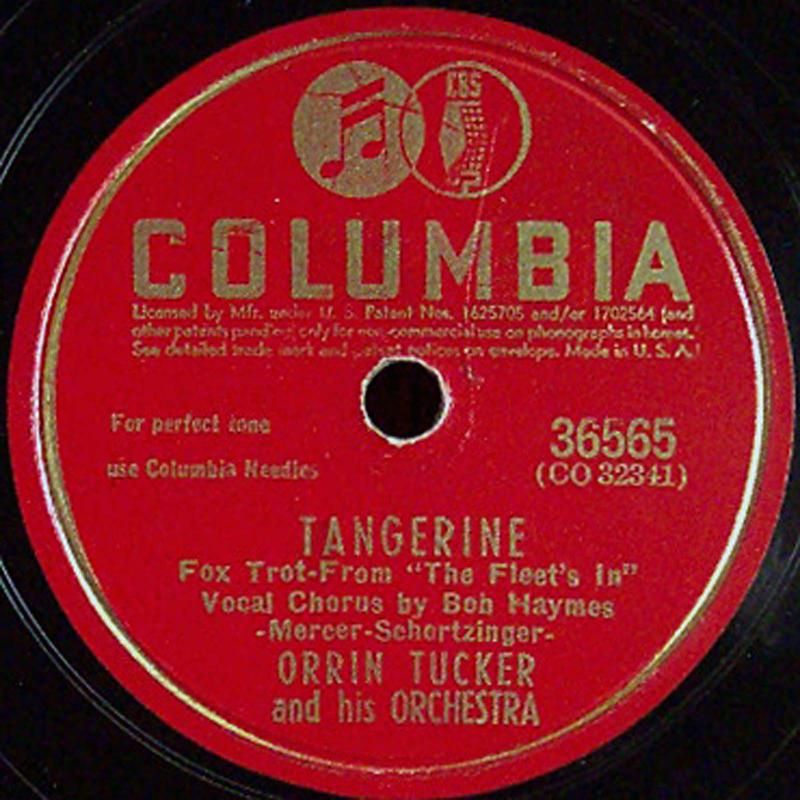 CBS
COLUMBIA
Licensed by Mfr. under U. S. Patent Nos. 1625705 and/or 1702564 (and
other patents pending) only for non-commercial use on phonographs in homes.
See detailed trade mark and patent notices on envelope. Made in U. S. A.
For perfect tone
use Columbia Needles
36565
(CO 32341)
TANGERINE
Fox Trot-From "The Fleet's In"
Vocal Chorus by Bob Haymes
-Mercer-Schertzinger-
ORRIN TUCKER
and his ORCHESTRA